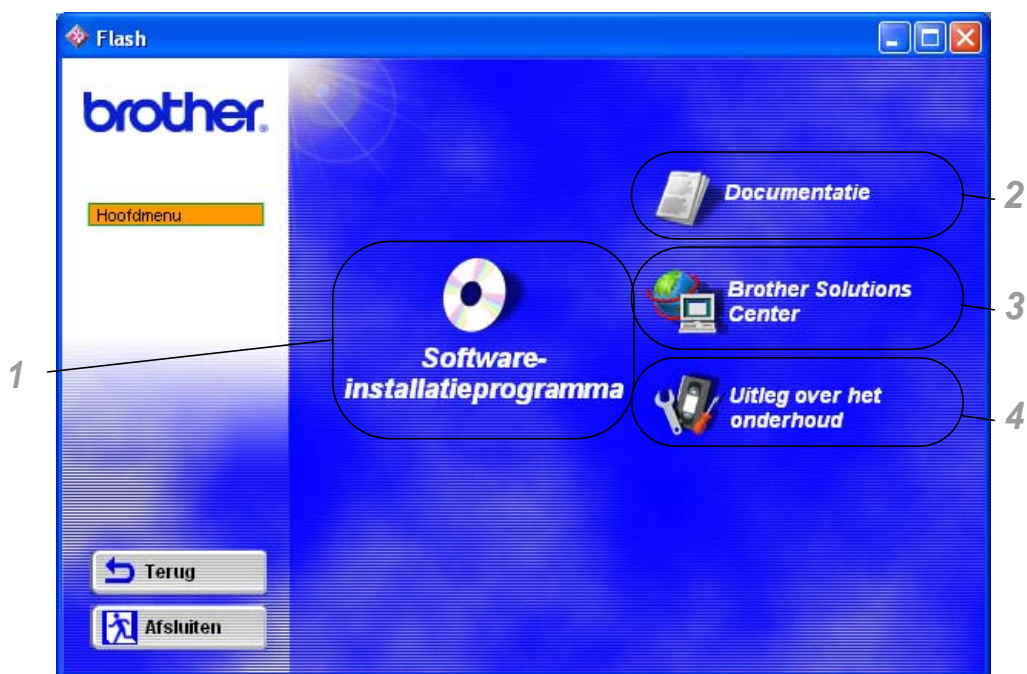 Flash
brother®
Hoofdmenu
Documentatie
2
Brother Solutions
Center
3
1
Software-
installatieprogramma
Uitleg over het
onderhoud
4
Terug
Afsluiten